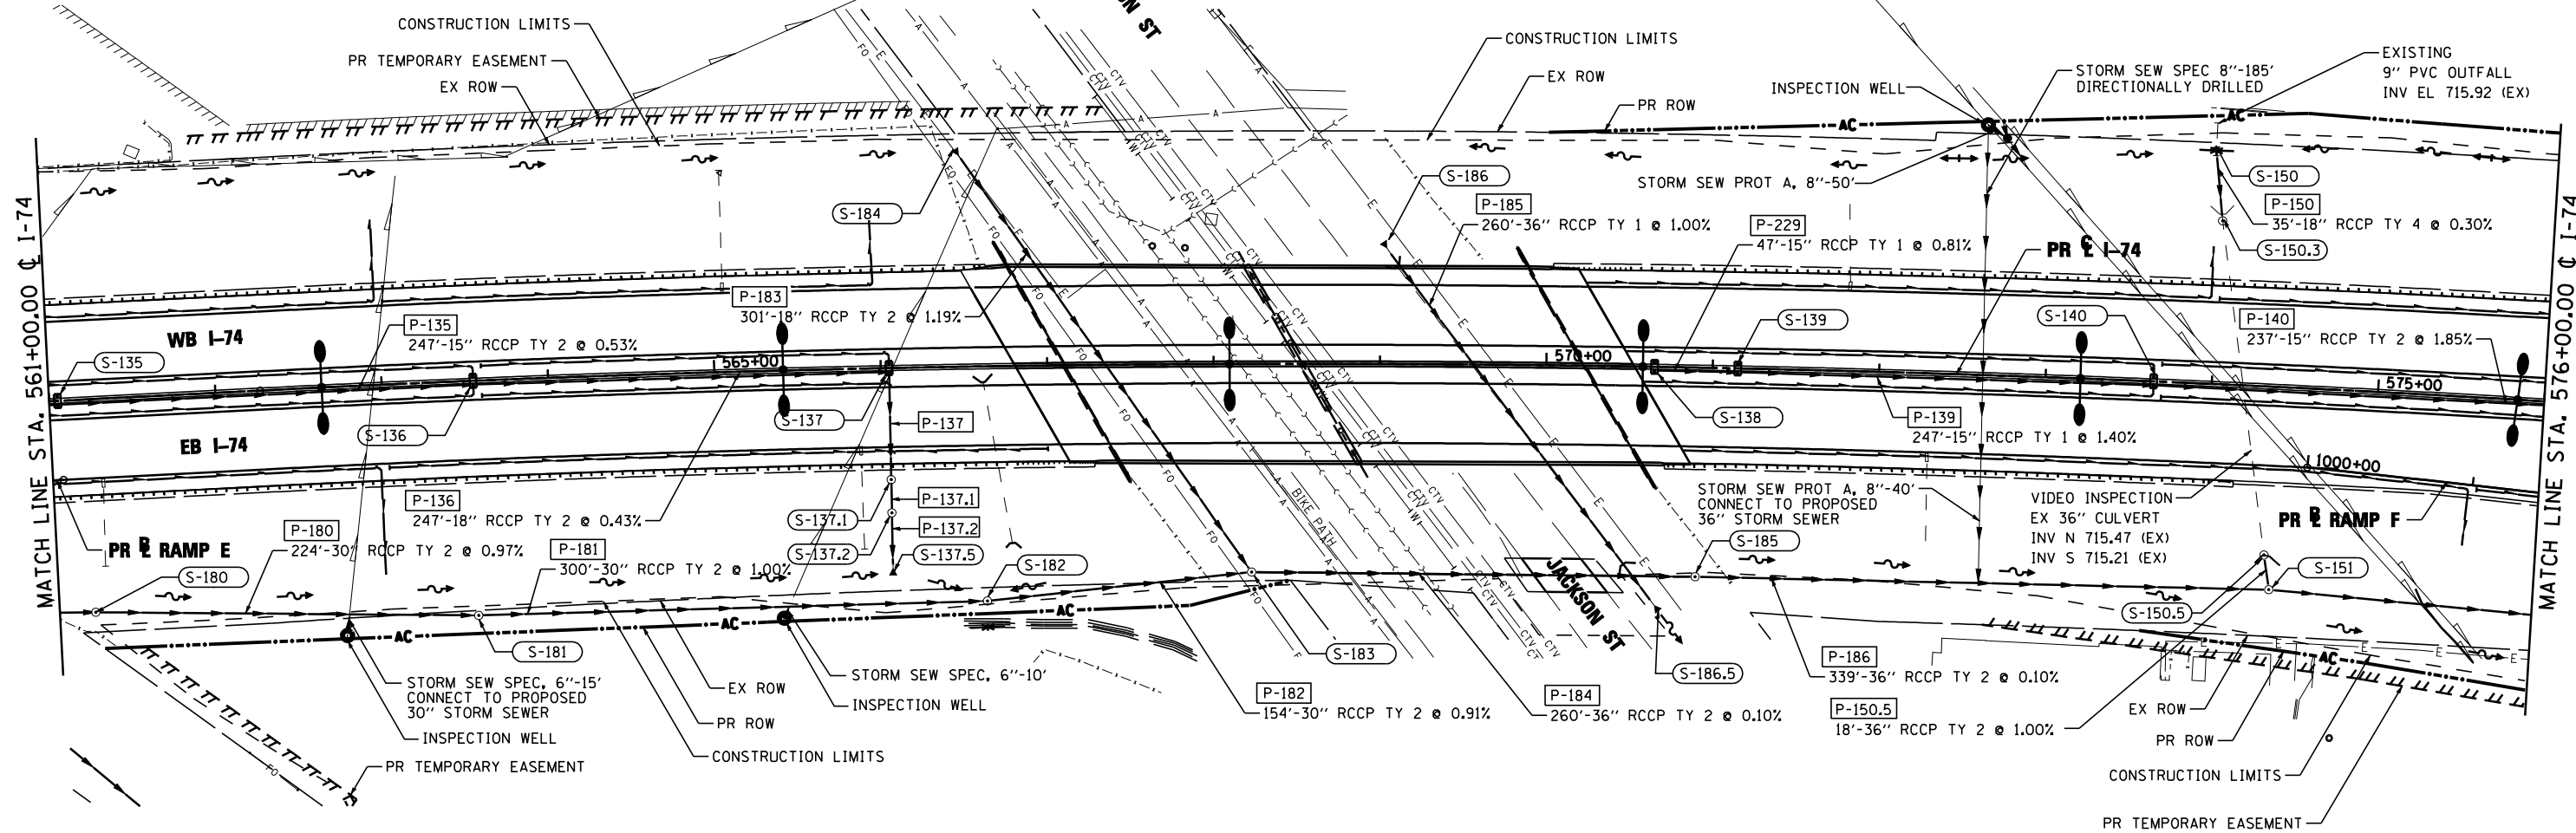 CONSTRUCTION LIMITS
PR TEMPORARY EASEMENT
EX ROW
ON ST
CONSTRUCTION LIMITS
EX ROW
PR ROW
INSPECTION WELL
STORM SEW SPEC 8"-185'
DIRECTIONALLY DRILLED
EXISTING
9" PVC OUTFALL
INV EL 715.92 (EX)
AC
AC
STORM SEW PROT A, 8"-50'
S-150
P-150
35'-18" RCCP TY 4 @ 0.30%
S-150.3
S-184
S-186
P-185
260'-36" RCCP TY 1 @ 1.00%
P-229
47'-15" RCCP TY 1 @ 0.81%
PR ℄ I-74
MATCH LINE STA. 561+00.00 ℄ I-74
MATCH LINE STA. 576+00.00 ℄ I-74
P-183
301'-18" RCCP TY 2 @ 1.19%
P-135
247'-15" RCCP TY 2 @ 0.53%
WB I-74
S-135
565+00
570+00
575+00
S-139
S-140
P-140
237'-15" RCCP TY 2 @ 1.85%
S-136
S-137
P-137
S-138
P-139
247'-15" RCCP TY 1 @ 1.40%
EB I-74
1000+00
P-136
247'-18" RCCP TY 2 @ 0.43%
P-137.1
S-137.1
P-137.2
S-137.2
S-137.5
BIKE PATH
STORM SEW PROT A, 8"-40'
CONNECT TO PROPOSED
36" STORM SEWER
VIDEO INSPECTION
EX 36" CULVERT
INV N 715.47 (EX)
INV S 715.21 (EX)
PR BL RAMP F
PR BL RAMP E
P-180
224'-30" RCCP TY 2 @ 0.97%
P-181
300'-30" RCCP TY 2 @ 1.00%
S-180
S-182
S-185
S-151
JACKSON ST
S-150.5
AC
AC
AC
AC
S-181
S-183
S-186.5
STORM SEW SPEC, 6"-15'
CONNECT TO PROPOSED
30" STORM SEWER
INSPECTION WELL
PR TEMPORARY EASEMENT
EX ROW
PR ROW
CONSTRUCTION LIMITS
STORM SEW SPEC, 6"-10'
INSPECTION WELL
P-182
154'-30" RCCP TY 2 @ 0.91%
P-184
260'-36" RCCP TY 2 @ 0.10%
P-186
339'-36" RCCP TY 2 @ 0.10%
P-150.5
18'-36" RCCP TY 2 @ 1.00%
EX ROW
PR ROW
CONSTRUCTION LIMITS
PR TEMPORARY EASEMENT